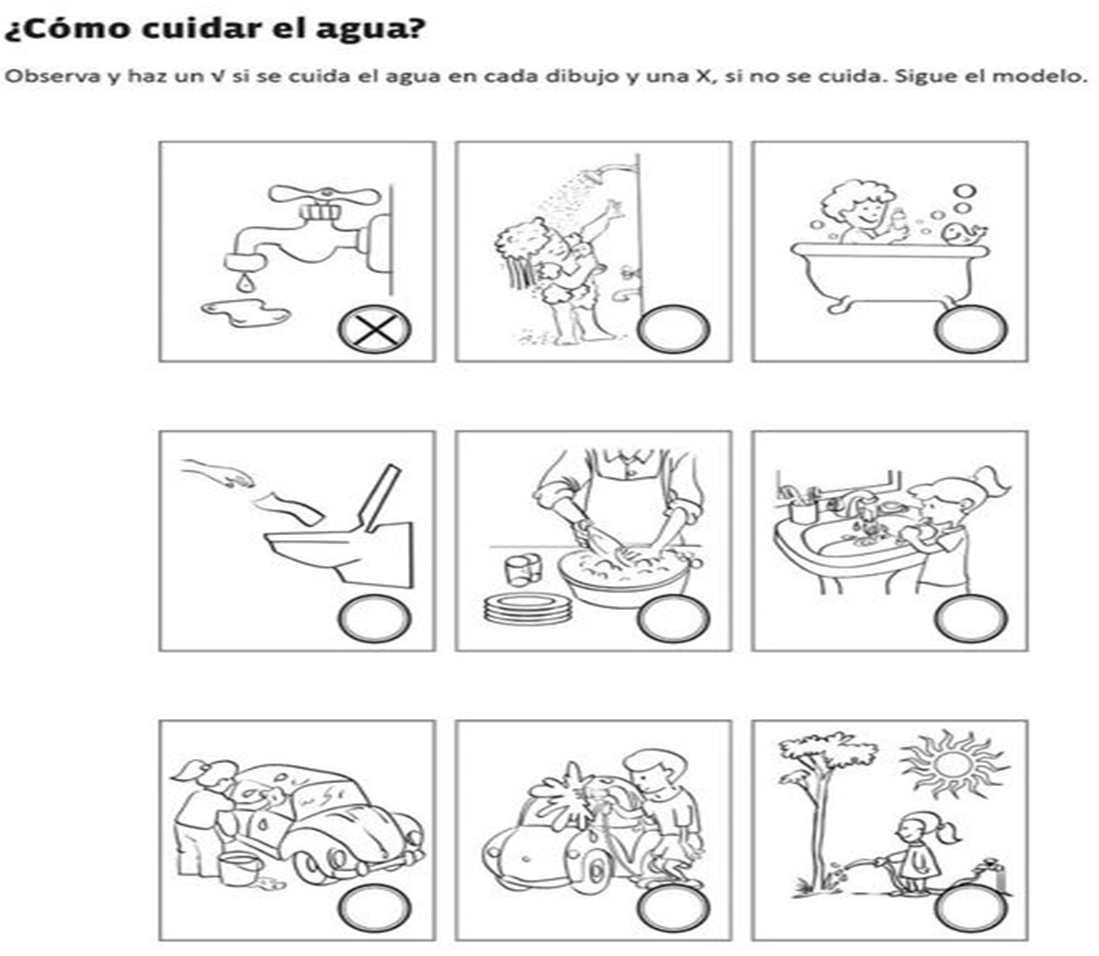 ¿Cómo cuidar el agua?
Observa y haz un √ si se cuida el agua en cada dibujo y una X, si no se cuida. Sigue el modelo.